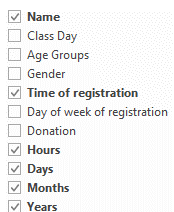 Name
Class Day
Age Groups
Gender
Time of registration
Day of week of registration
Donation
Hours
Days
Months
Years